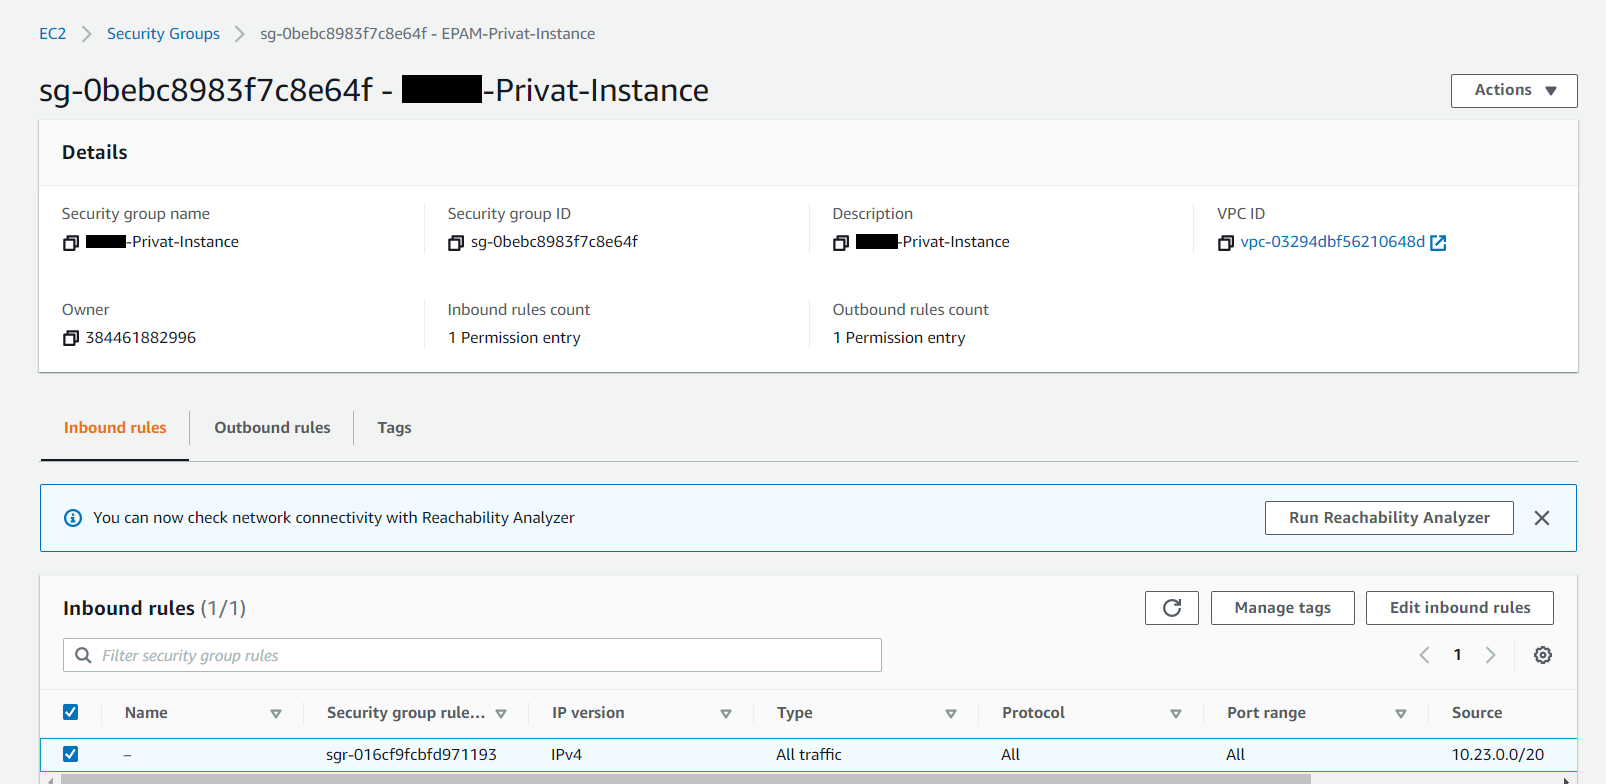 EC2 > Security Groups > sg-0bebc8983f7c8e64f - EPAM-Privat-Instance
sg-0bebc8983f7c8e64f - -Privat-Instance
Actions
Details
Security group name
-Privat-Instance
Security group ID
sg-0bebc8983f7c8e64f
Description
-Privat-Instance
VPC ID
vpc-03294dbf56210648d
Owner
384461882996
Inbound rules count
1 Permission entry
Outbound rules count
1 Permission entry
Inbound rules Outbound rules Tags
You can now check network connectivity with Reachability Analyzer Run Reachability Analyzer
Inbound rules (1/1) Manage tags Edit inbound rules
Filter security group rules 1
Name Security group rule... IP version Type Protocol Port range Source
– sgr-016cf9fcbfd971193 IPv4 All traffic All All 10.23.0.0/20